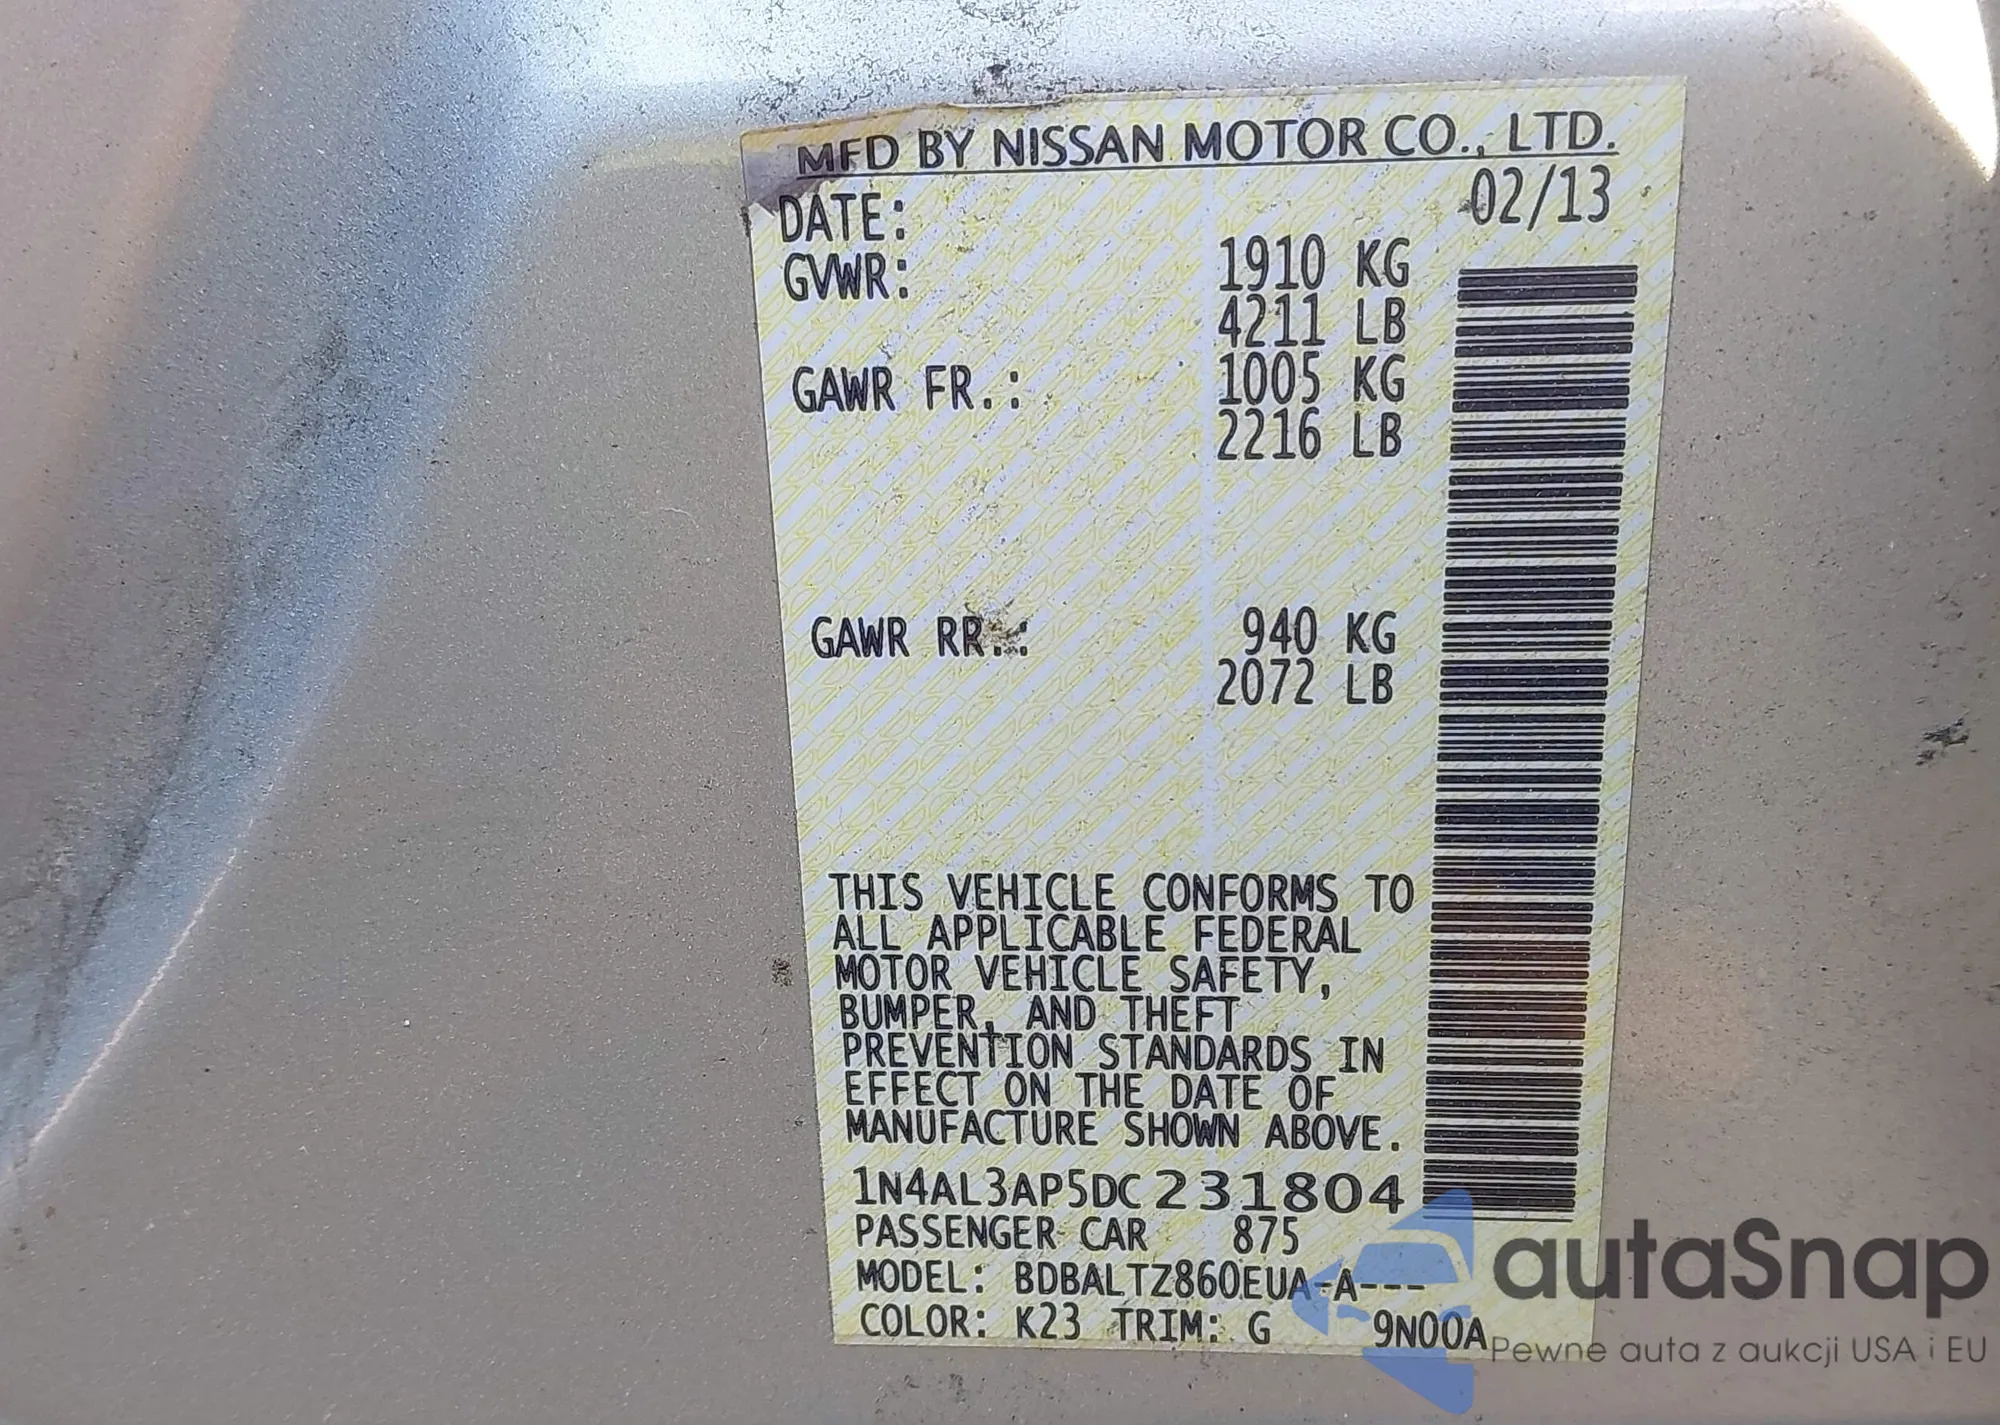 MFD BY NISSAN MOTOR CO., LTD.
DATE: 02/13
GVWR: 1910 KG
4211 LB
GAWR FR.: 1005 KG
2216 LB
GAWR RR.: 940 KG
2072 LB
THIS VEHICLE CONFORMS TO
ALL APPLICABLE FEDERAL
MOTOR VEHICLE SAFETY,
BUMPER, AND THEFT
PREVENTION STANDARDS IN
EFFECT ON THE DATE OF
MANUFACTURE SHOWN ABOVE.
1N4AL3AP5DC231804
PASSENGER CAR 875
MODEL: BDBALTZ860EUA-A---
COLOR: K23 TRIM: G 9N00A
autaSnap
Pewne auta z aukcji USA i EU